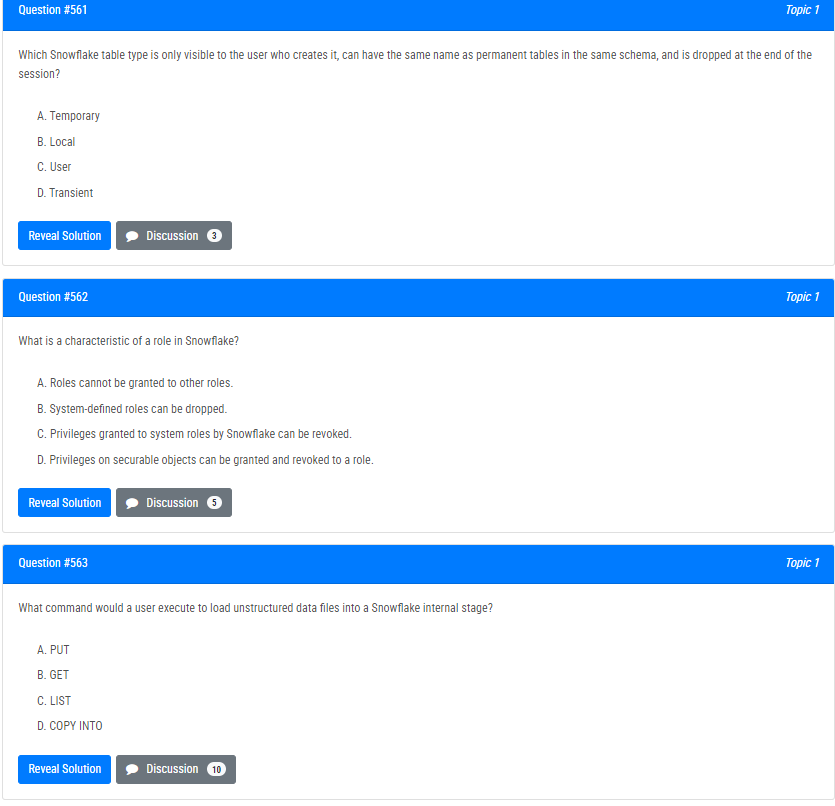 Question #561 Topic 1
Which Snowflake table type is only visible to the user who creates it, can have the same name as permanent tables in the same schema, and is dropped at the end of the
session?
A. Temporary
B. Local
C. User
D. Transient
Reveal Solution Discussion 3
Question #562 Topic 1
What is a characteristic of a role in Snowflake?
A. Roles cannot be granted to other roles.
B. System-defined roles can be dropped.
C. Privileges granted to system roles by Snowflake can be revoked.
D. Privileges on securable objects can be granted and revoked to a role.
Reveal Solution Discussion 5
Question #563 Topic 1
What command would a user execute to load unstructured data files into a Snowflake internal stage?
A. PUT
B. GET
C. LIST
D. COPY INTO
Reveal Solution Discussion 10